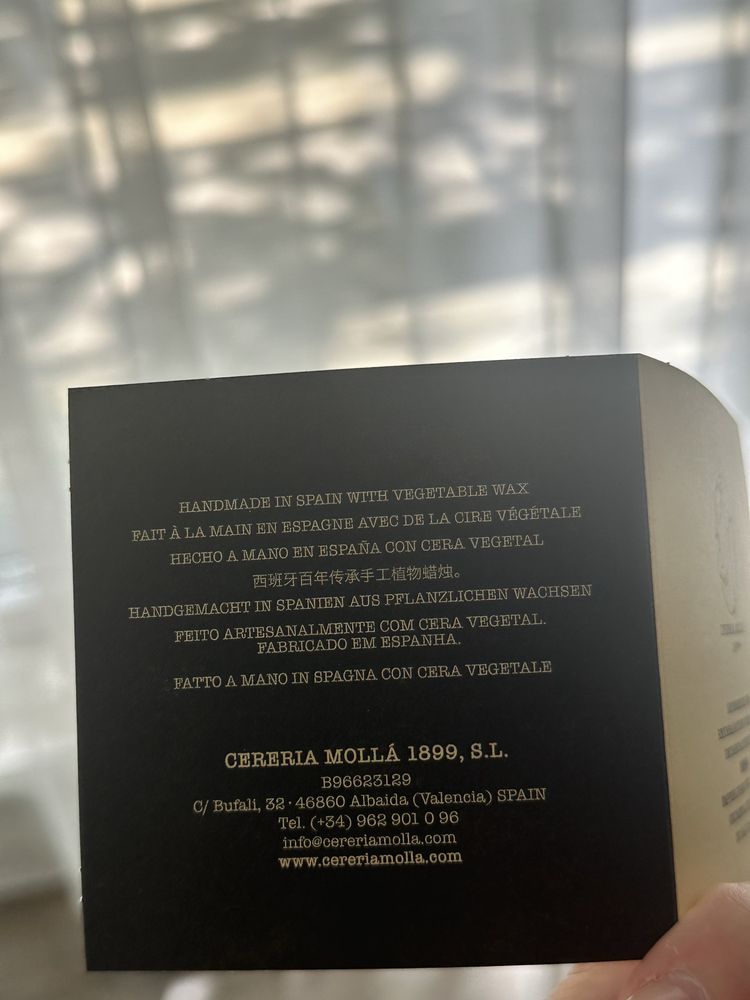 HANDMADE IN SPAIN WITH VEGETABLE WAX
FAIT À LA MAIN EN ESPAGNE AVEC DE LA CIRE VÉGÉTALE
HECHO A MANO EN ESPAÑA CON CERA VEGETAL
西班牙百年传承手工植物蜡烛。
HANDGEMACHT IN SPANIEN AUS PFLANZLICHEN WACHSEN
FEITO ARTESANALMENTE COM CERA VEGETAL.
FABRICADO EM ESPANHA.
FATTO A MANO IN SPAGNA CON CERA VEGETALE
CERERIA MOLLÁ 1899, S.L.
B96623129
C/ Bufali, 32 · 46860 Albaida (Valencia) SPAIN
Tel. (+34) 962 901 0 96
info@cereriamolla.com
www.cereriamolla.com